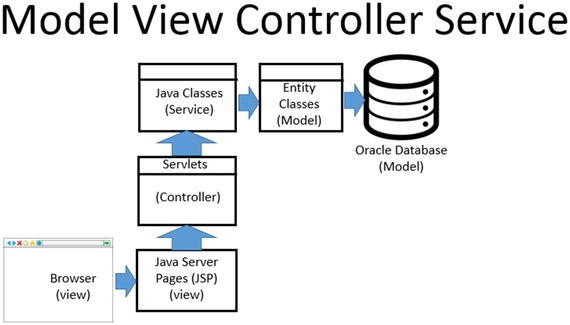 Model View Controller Service
Java Classes
(Service)
Entity
Classes
(Model)
Oracle Database
(Model)
Servlets
(Controller)
Browser
(view)
Java Server
Pages (JSP)
(view)